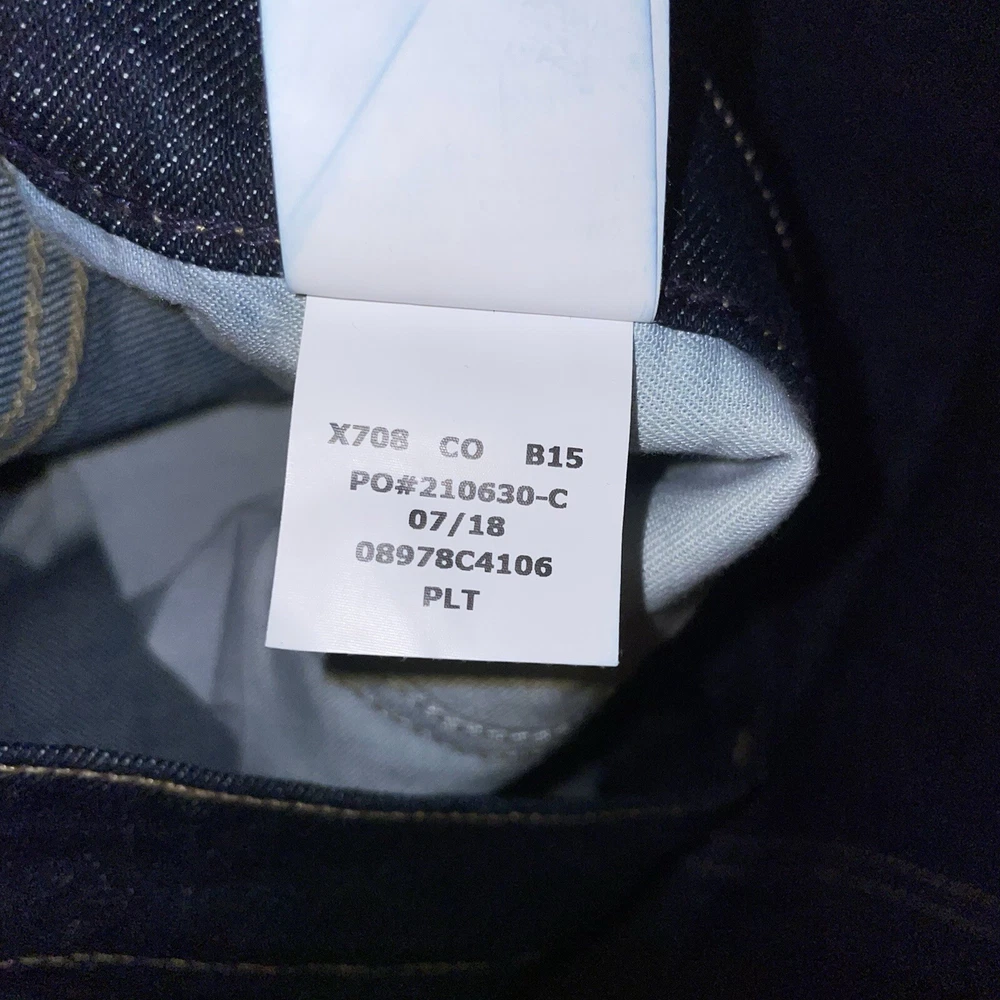 X708 CO B15
PO#210630-C
07/18
08978C4106
PLT